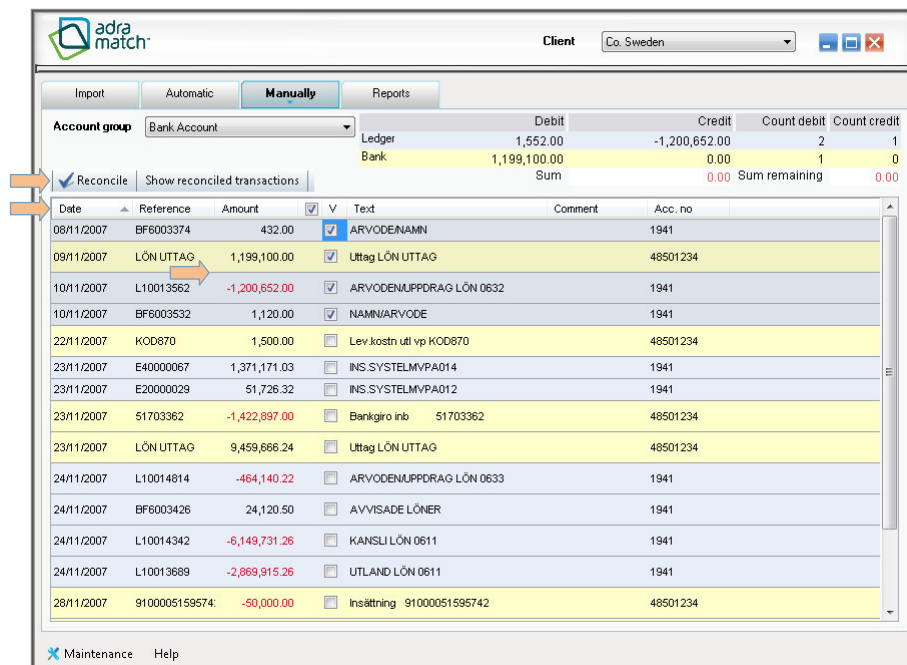 adra
match
Client Co. Sweden
Import Automatic Manually Reports
Account group Bank Account
Debit Credit Count debit Count credit
Ledger 1,552.00 -1,200,652.00 2 1
Bank 1,199,100.00 0.00 1 0
Sum 0.00 Sum remaining 0.00
Reconcile Show reconciled transactions
Date Reference Amount V Text Comment Acc. no
08/11/2007 BF6003374 432.00 ARVODE/NAMN 1941
09/11/2007 LÖN UTTAG 1,199,100.00 Uttag LÖN UTTAG 48501234
10/11/2007 L10013562 -1,200,652.00 ARVODEN/UPPDRAG LÖN 0632 1941
10/11/2007 BF6003532 1,120.00 NAMN/ARVODE 1941
22/11/2007 KOD870 1,500.00 Lev.kostn utl vp KOD870 48501234
23/11/2007 E40000067 1,371,171.03 INS.SYSTELMVPA014 1941
23/11/2007 E20000029 51,726.32 INS.SYSTELMVPA012 1941
23/11/2007 51703362 -1,422,897.00 Bankgiro inb 51703362 48501234
23/11/2007 LÖN UTTAG 9,459,666.24 Uttag LÖN UTTAG 48501234
24/11/2007 L10014814 -464,140.22 ARVODEN/UPPDRAG LÖN 0633 1941
24/11/2007 BF6003426 24,120.50 AVVISADE LÖNER 1941
24/11/2007 L10014342 -6,149,731.26 KANSLI LÖN 0611 1941
24/11/2007 L10013689 -2,869,915.26 UTLAND LÖN 0611 1941
28/11/2007 9100005159574 -50,000.00 Insättning 91000051595742 48501234
Maintenance Help